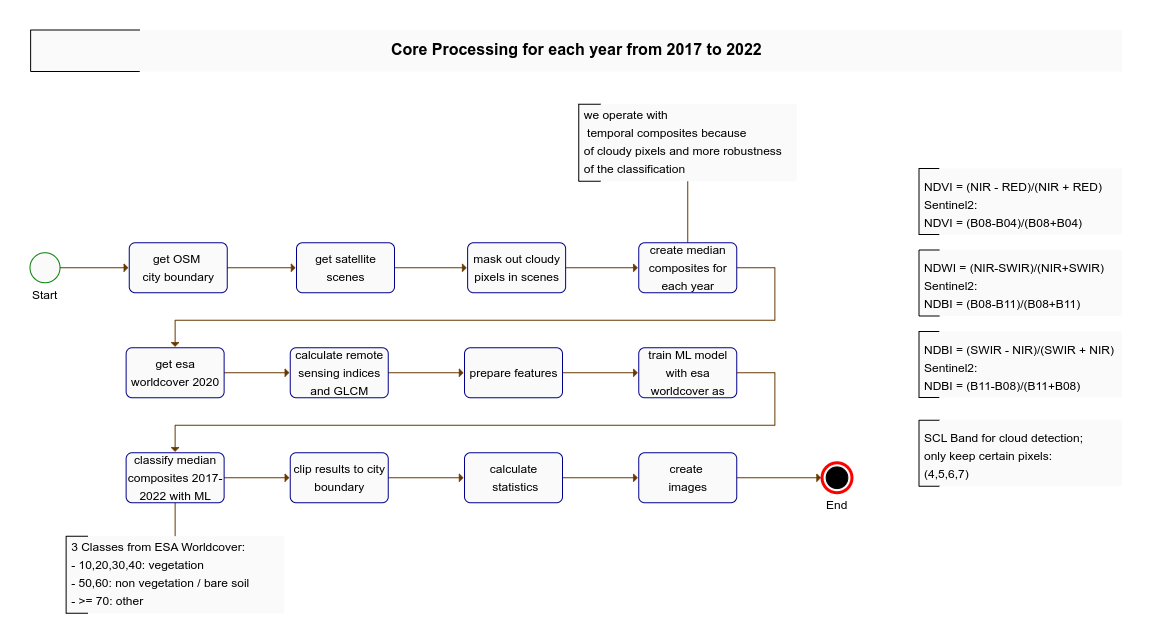 Core Processing for each year from 2017 to 2022
we operate with
temporal composites because
of cloudy pixels and more robustness
of the classification
NDVI = (NIR - RED)/(NIR + RED)
Sentinel2:
NDVI = (B08-B04)/(B08+B04)
Start
get OSM
city boundary
get satellite
scenes
mask out cloudy
pixels in scenes
create median
composites for
each year
NDWI = (NIR-SWIR)/(NIR+SWIR)
Sentinel2:
NDBI = (B08-B11)/(B08+B11)
get esa
worldcover 2020
calculate remote
sensing indices
and GLCM
prepare features
train ML model
with esa
worldcover as
NDBI = (SWIR - NIR)/(SWIR + NIR)
Sentinel2:
NDBI = (B11-B08)/(B11+B08)
SCL Band for cloud detection;
only keep certain pixels:
(4,5,6,7)
classify median
composites 2017-
2022 with ML
clip results to city
boundary
calculate
statistics
create
images
End
3 Classes from ESA Worldcover:
- 10,20,30,40: vegetation
- 50,60: non vegetation / bare soil
- >= 70: other